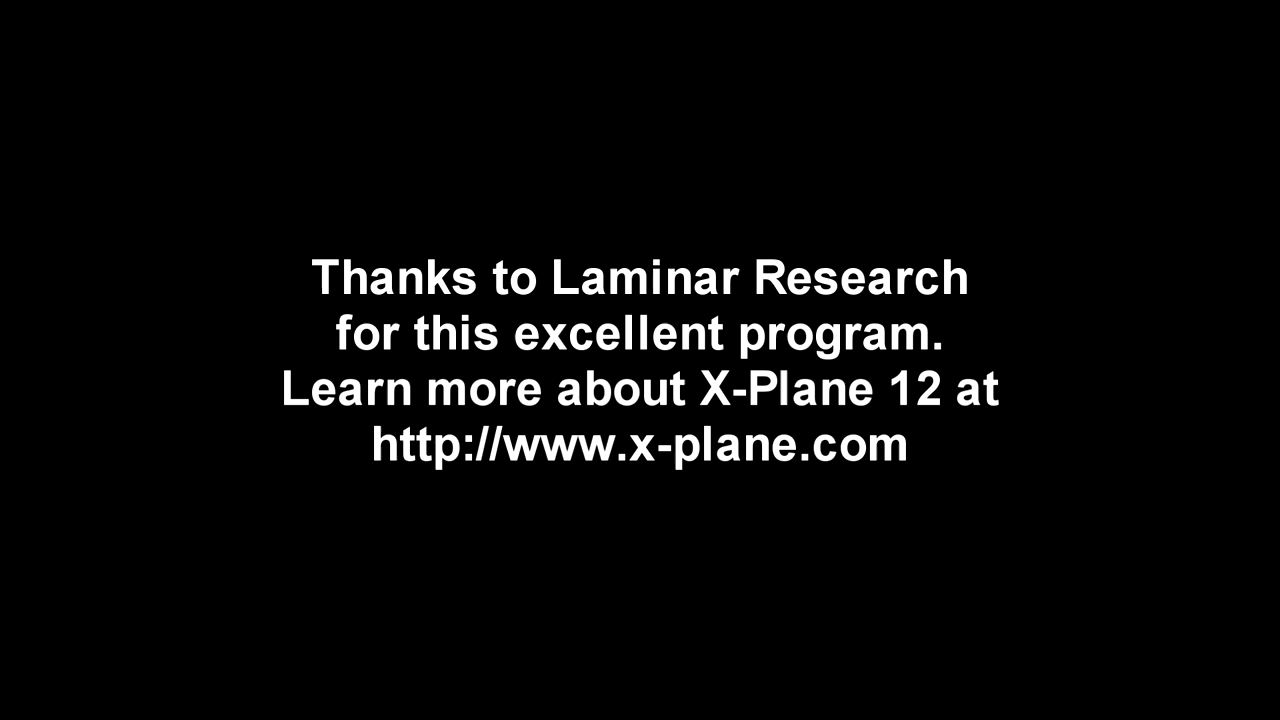 Thanks to Laminar Research
for this excellent program.
Learn more about X-Plane 12 at
http://www.x-plane.com